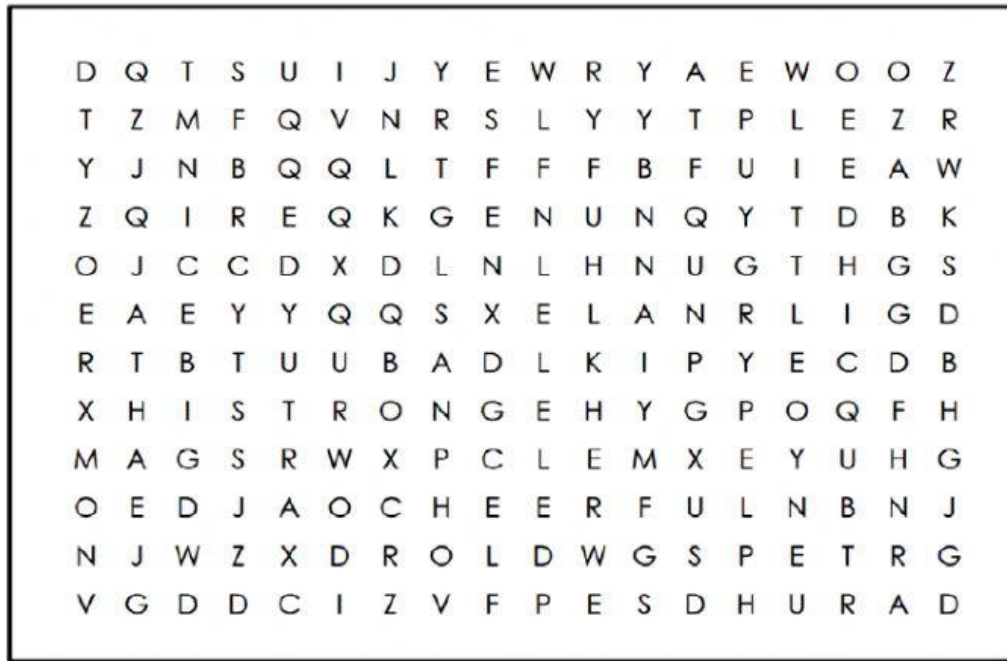 D Q T S U I J Y E W R Y A E W O O Z
T Z M F Q V N R S L Y Y T P L E Z R
Y J N B Q Q L T F F F B F U I E A W
Z Q I R E Q K G E N U N Q Y T D B K
O J C C D X D L N L H N U G T H G S
E A E Y Y Q Q S X E L A N R L I G D
R T B T U U B A D L K I P Y E C D B
X H I S T R O N G E H Y G P O Q F H
M A G S R W X P C L E M X E Y U H G
O E D J A O C H E E R F U L N B N J
N J W Z X D R O L D W G S P E T R G
V G D D C I Z V F P E S D H U R A D